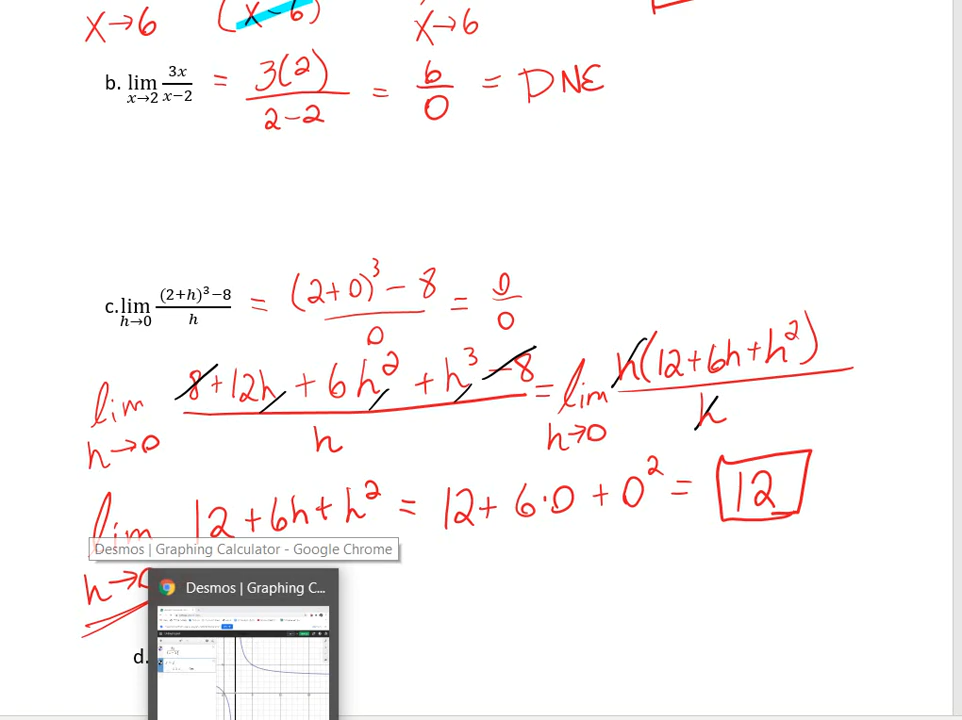 x→6 (x-6) x→6
b. lim x→2 3x/x−2 = 3(2)/2-2 = 6/0 = DNE
c. lim h→0 (2+h)³−8/h = (2+0)³-8/0 = 0/0
lim h→0 8+12h+6h²+h³-8/h = lim h→0 h(12+6h+h²)/h
lim h→0 12+6h+h² = 12+6·0+0² = 12
Desmos | Graphing Calculator - Google Chrome
Desmos | Graphing C...
d.